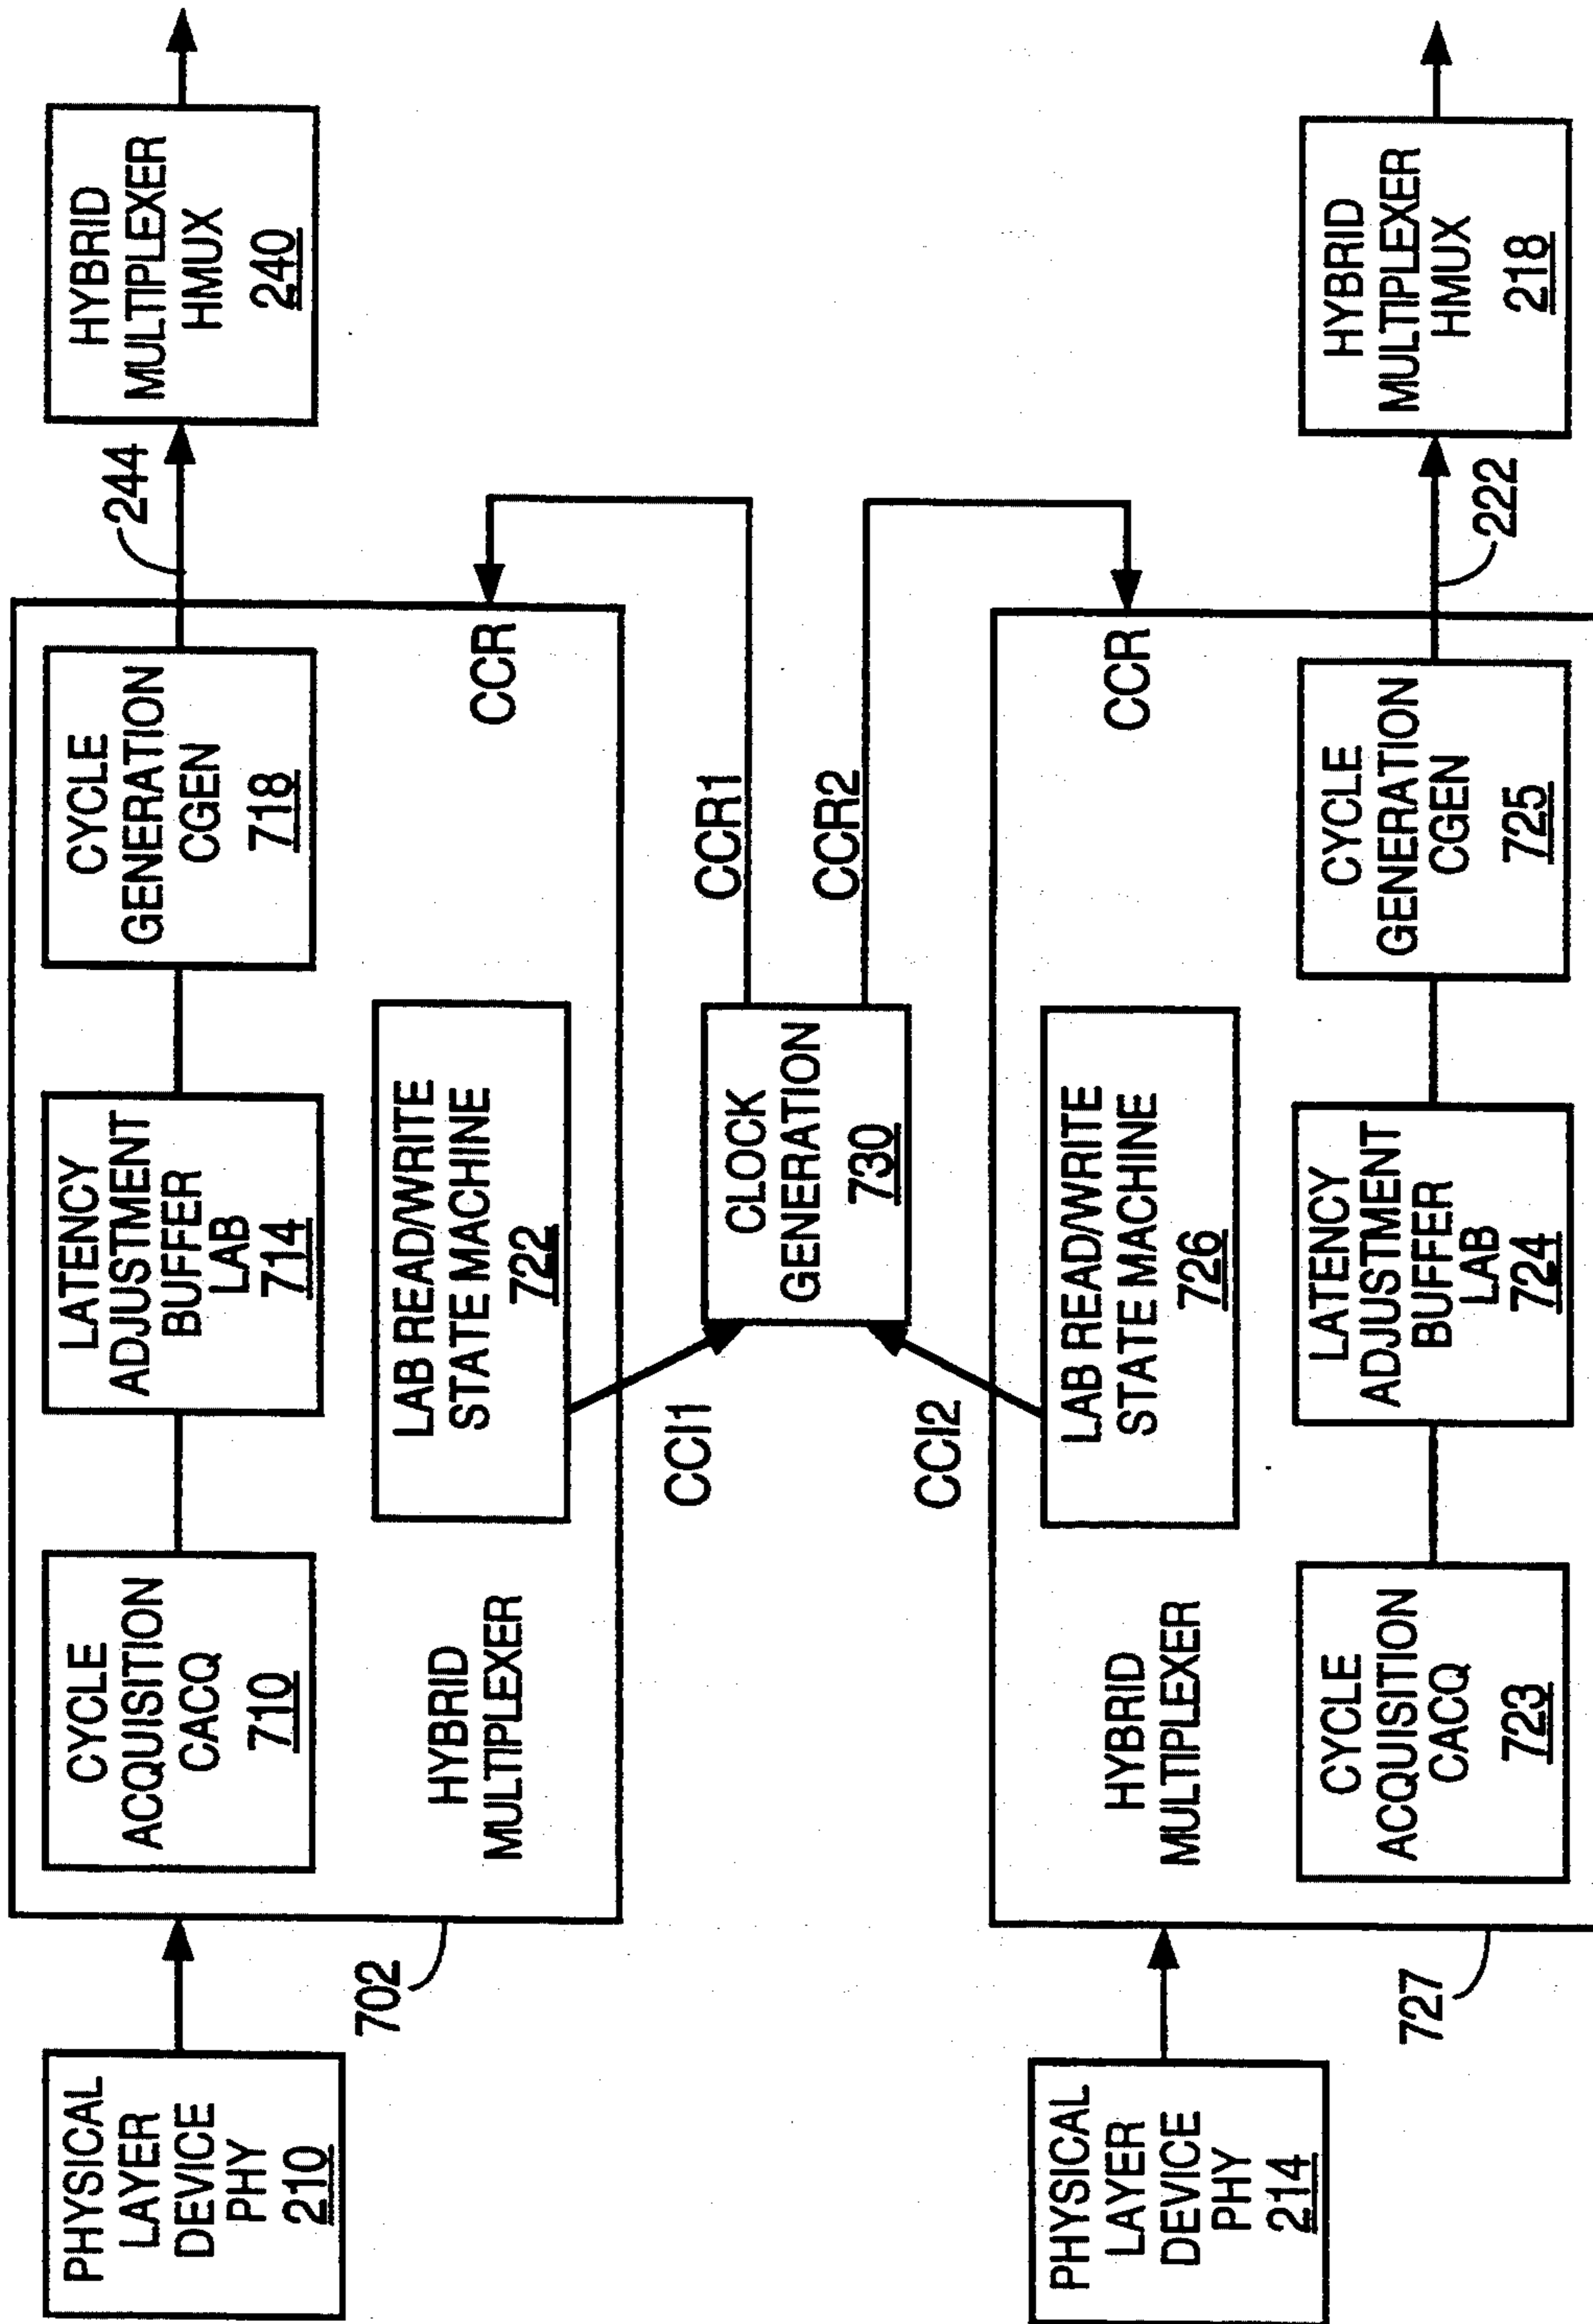 PHYSICAL
LAYER
DEVICE
PHY
210
702
CYCLE
ACQUISITION
CACQ
710
HYBRID
MULTIPLEXER
LATENCY
ADJUSTMENT
BUFFER
LAB
714
LAB READ/WRITE
STATE MACHINE
722
CYCLE
GENERATION
CGEN
718
CCR
244
HYBRID
MULTIPLEXER
HMUX
240
CCI1
CCI2
CLOCK
GENERATION
730
CCR1
CCR2
PHYSICAL
LAYER
DEVICE
PHY
214
727
HYBRID
MULTIPLEXER
CYCLE
ACQUISITION
CACQ
723
LAB READ/WRITE
STATE MACHINE
726
LATENCY
ADJUSTMENT
BUFFER
LAB
724
CCR
CYCLE
GENERATION
CGEN
725
222
HYBRID
MULTIPLEXER
HMUX
218